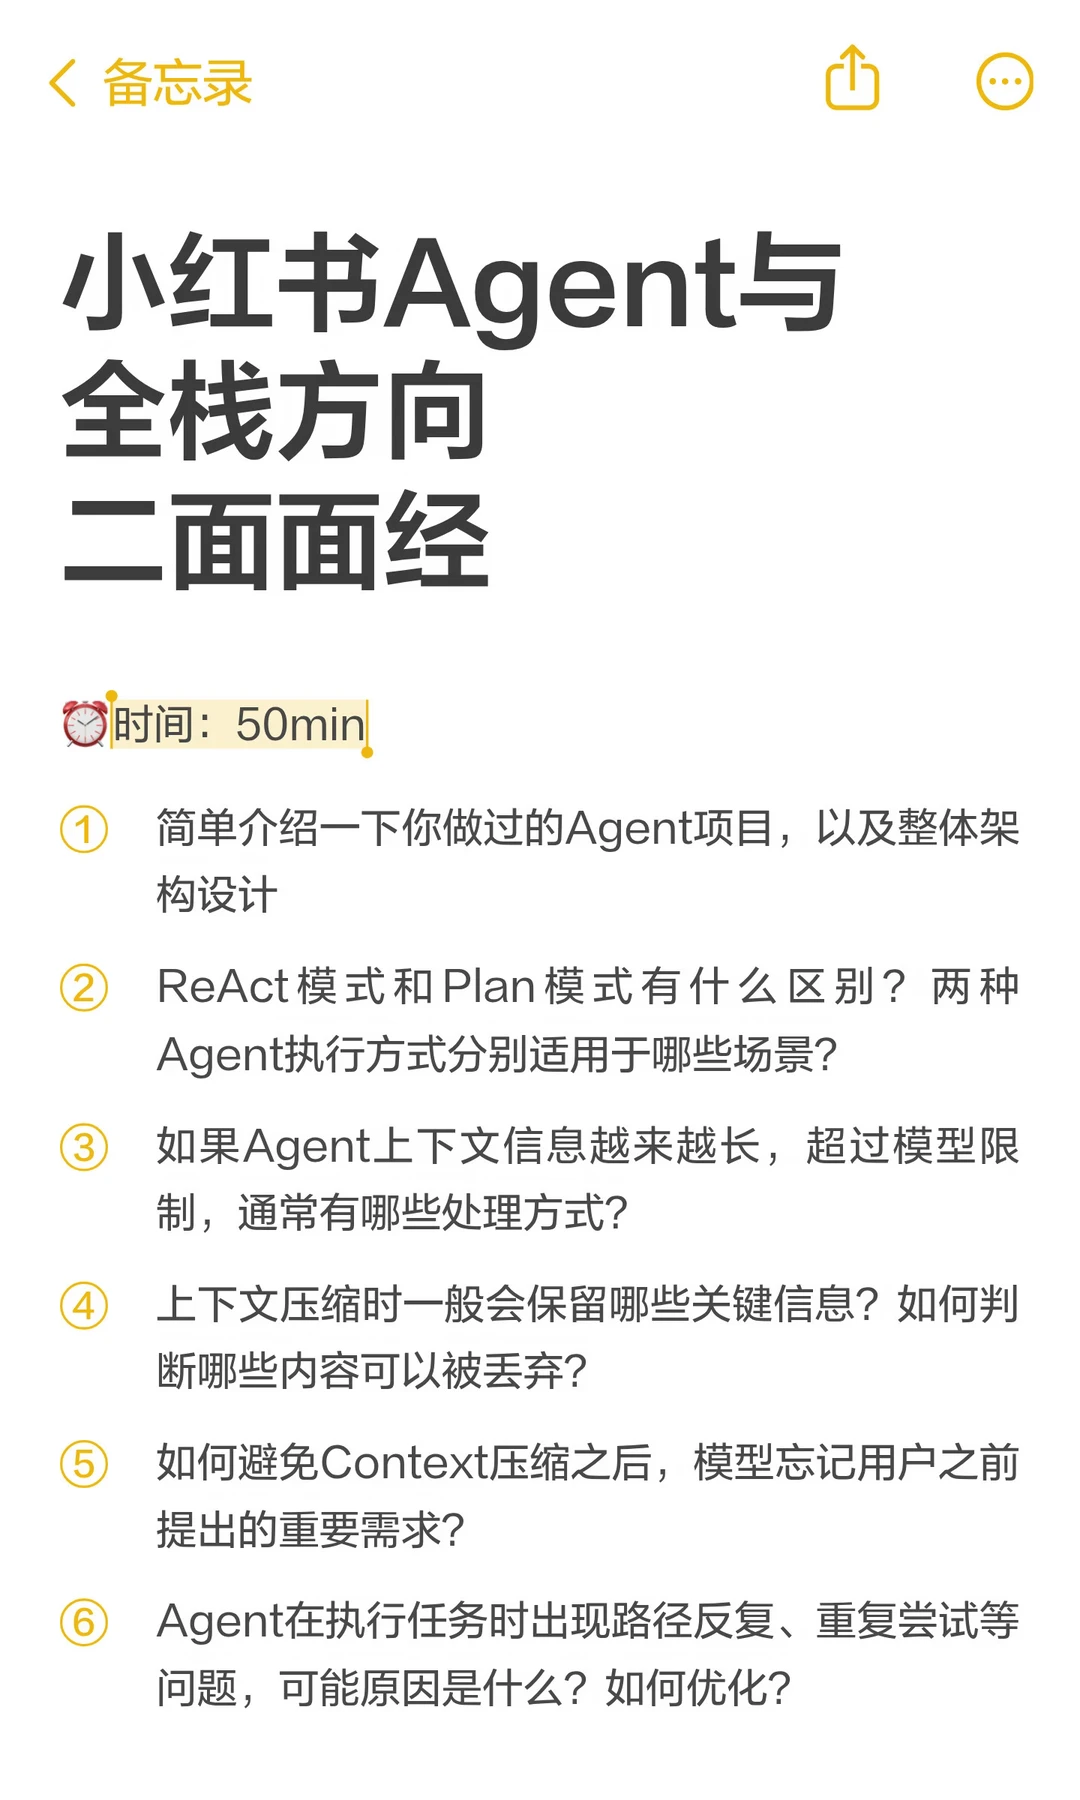 备忘录
小红书Agent与
全栈方向
二面面经
⏰时间：50min
① 简单介绍一下你做过的Agent项目，以及整体架
构设计
② ReAct模式和Plan模式有什么区别？两种
Agent执行方式分别适用于哪些场景？
③ 如果Agent上下文信息越来越长，超过模型限
制，通常有哪些处理方式？
④ 上下文压缩时一般会保留哪些关键信息？如何判
断哪些内容可以被丢弃？
⑤ 如何避免Context压缩之后，模型忘记用户之前
提出的重要需求？
⑥ Agent在执行任务时出现路径反复、重复尝试等
问题，可能原因是什么？如何优化？